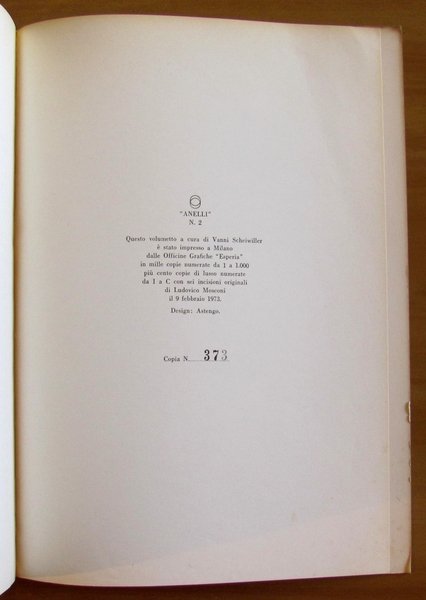 "ANELLI"
N. 2
Questo volumetto a cura di Vanni Scheiwiller
è stato impresso a Milano
dalle Officine Grafiche "Esperia"
in mille copie numerate da 1 a 1.000
più cento copie di lusso numerate
da I a C con sei incisioni originali
di Ludovico Mosconi
il 9 febbraio 1973.
Design: Astengo.
Copia N. 373